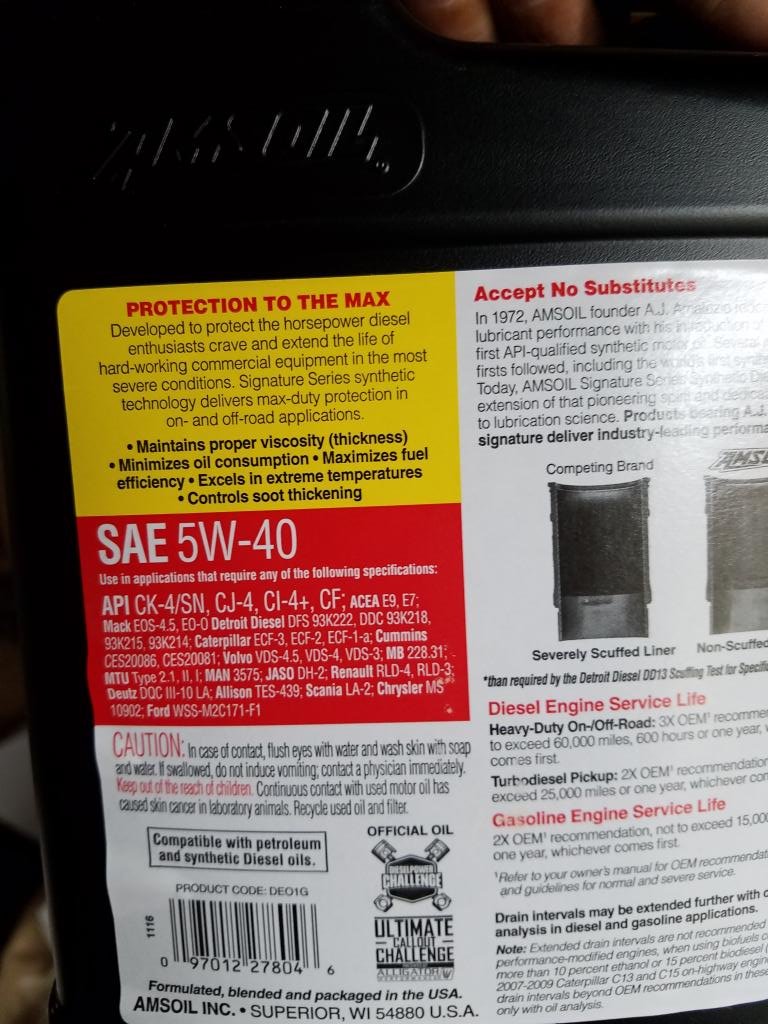 AMSOIL
PROTECTION TO THE MAX
Developed to protect the horsepower diesel
enthusiasts crave and extend the life of
hard-working commercial equipment in the most
severe conditions. Signature Series synthetic
technology delivers max-duty protection in
on- and off-road applications.
• Maintains proper viscosity (thickness)
• Minimizes oil consumption • Maximizes fuel
efficiency • Excels in extreme temperatures
• Controls soot thickening
SAE 5W-40
Use in applications that require any of the following specifications:
API CK-4/SN, CJ-4, CI-4+, CF; ACEA E9, E7;
Mack EOS-4.5, EO-O Detroit Diesel DFS 93K222, DDC 93K218,
93K215, 93K214; Caterpillar ECF-3, ECF-2, ECF-1-a; Cummins
CES20086, CES20081; Volvo VDS-4.5, VDS-4, VDS-3; MB 228.31;
MTU Type 2.1, II, I; MAN 3575; JASO DH-2; Renault RLD-4, RLD-3;
Deutz DQC III-10 LA; Allison TES-439; Scania LA-2; Chrysler MS
10902; Ford WSS-M2C171-F1
CAUTION: In case of contact, flush eyes with water and wash skin with soap
and water. If swallowed, do not induce vomiting; contact a physician immediately.
Keep out of the reach of children. Continuous contact with used motor oil has
caused skin cancer in laboratory animals. Recycle used oil and filter.
Compatible with petroleum
and synthetic Diesel oils.
PRODUCT CODE: DEO1G
1116
0 97012 27804 6
OFFICIAL OIL
DIESELPOWER
CHALLENGE
ULTIMATE
CALLOUT
CHALLENGE
ALLIGATOR
Formulated, blended and packaged in the USA.
AMSOIL INC. • SUPERIOR, WI 54880 U.S.A.
Accept No Substitutes
In 1972, AMSOIL founder A.J.
lubricant performance with his introduction of
first API-qualified synthetic motor oil. Several
firsts followed, including the world's first
Today, AMSOIL Signature Series Synthetic
extension of that pioneering spirit and
to lubrication science. Products bearing A.J.
signature deliver industry-leading
Competing Brand
Severely Scuffed Liner
Non-Scuffed
*than required by the Detroit Diesel DD13 Scuffing Test for
Diesel Engine Service Life
Heavy-Duty On-/Off-Road: 3X OEM¹
to exceed 60,000 miles, 600 hours or one year,
comes first.
Turbodiesel Pickup: 2X OEM¹ recommendation
exceed 25,000 miles or one year, whichever
Gasoline Engine Service Life
2X OEM¹ recommendation, not to exceed
one year, whichever comes first.
¹Refer to your owner's manual for OEM
and guidelines for normal and severe service.
Drain intervals may be extended further with
analysis in diesel and gasoline applications.
Note: Extended drain intervals are not recommended
performance-modified engines, when using biofuels
more than 10 percent ethanol or 15 percent biodiesel
2007-2009 Caterpillar C13 and C15 on-highway
drain intervals beyond OEM recommendations in
only with oil analysis.